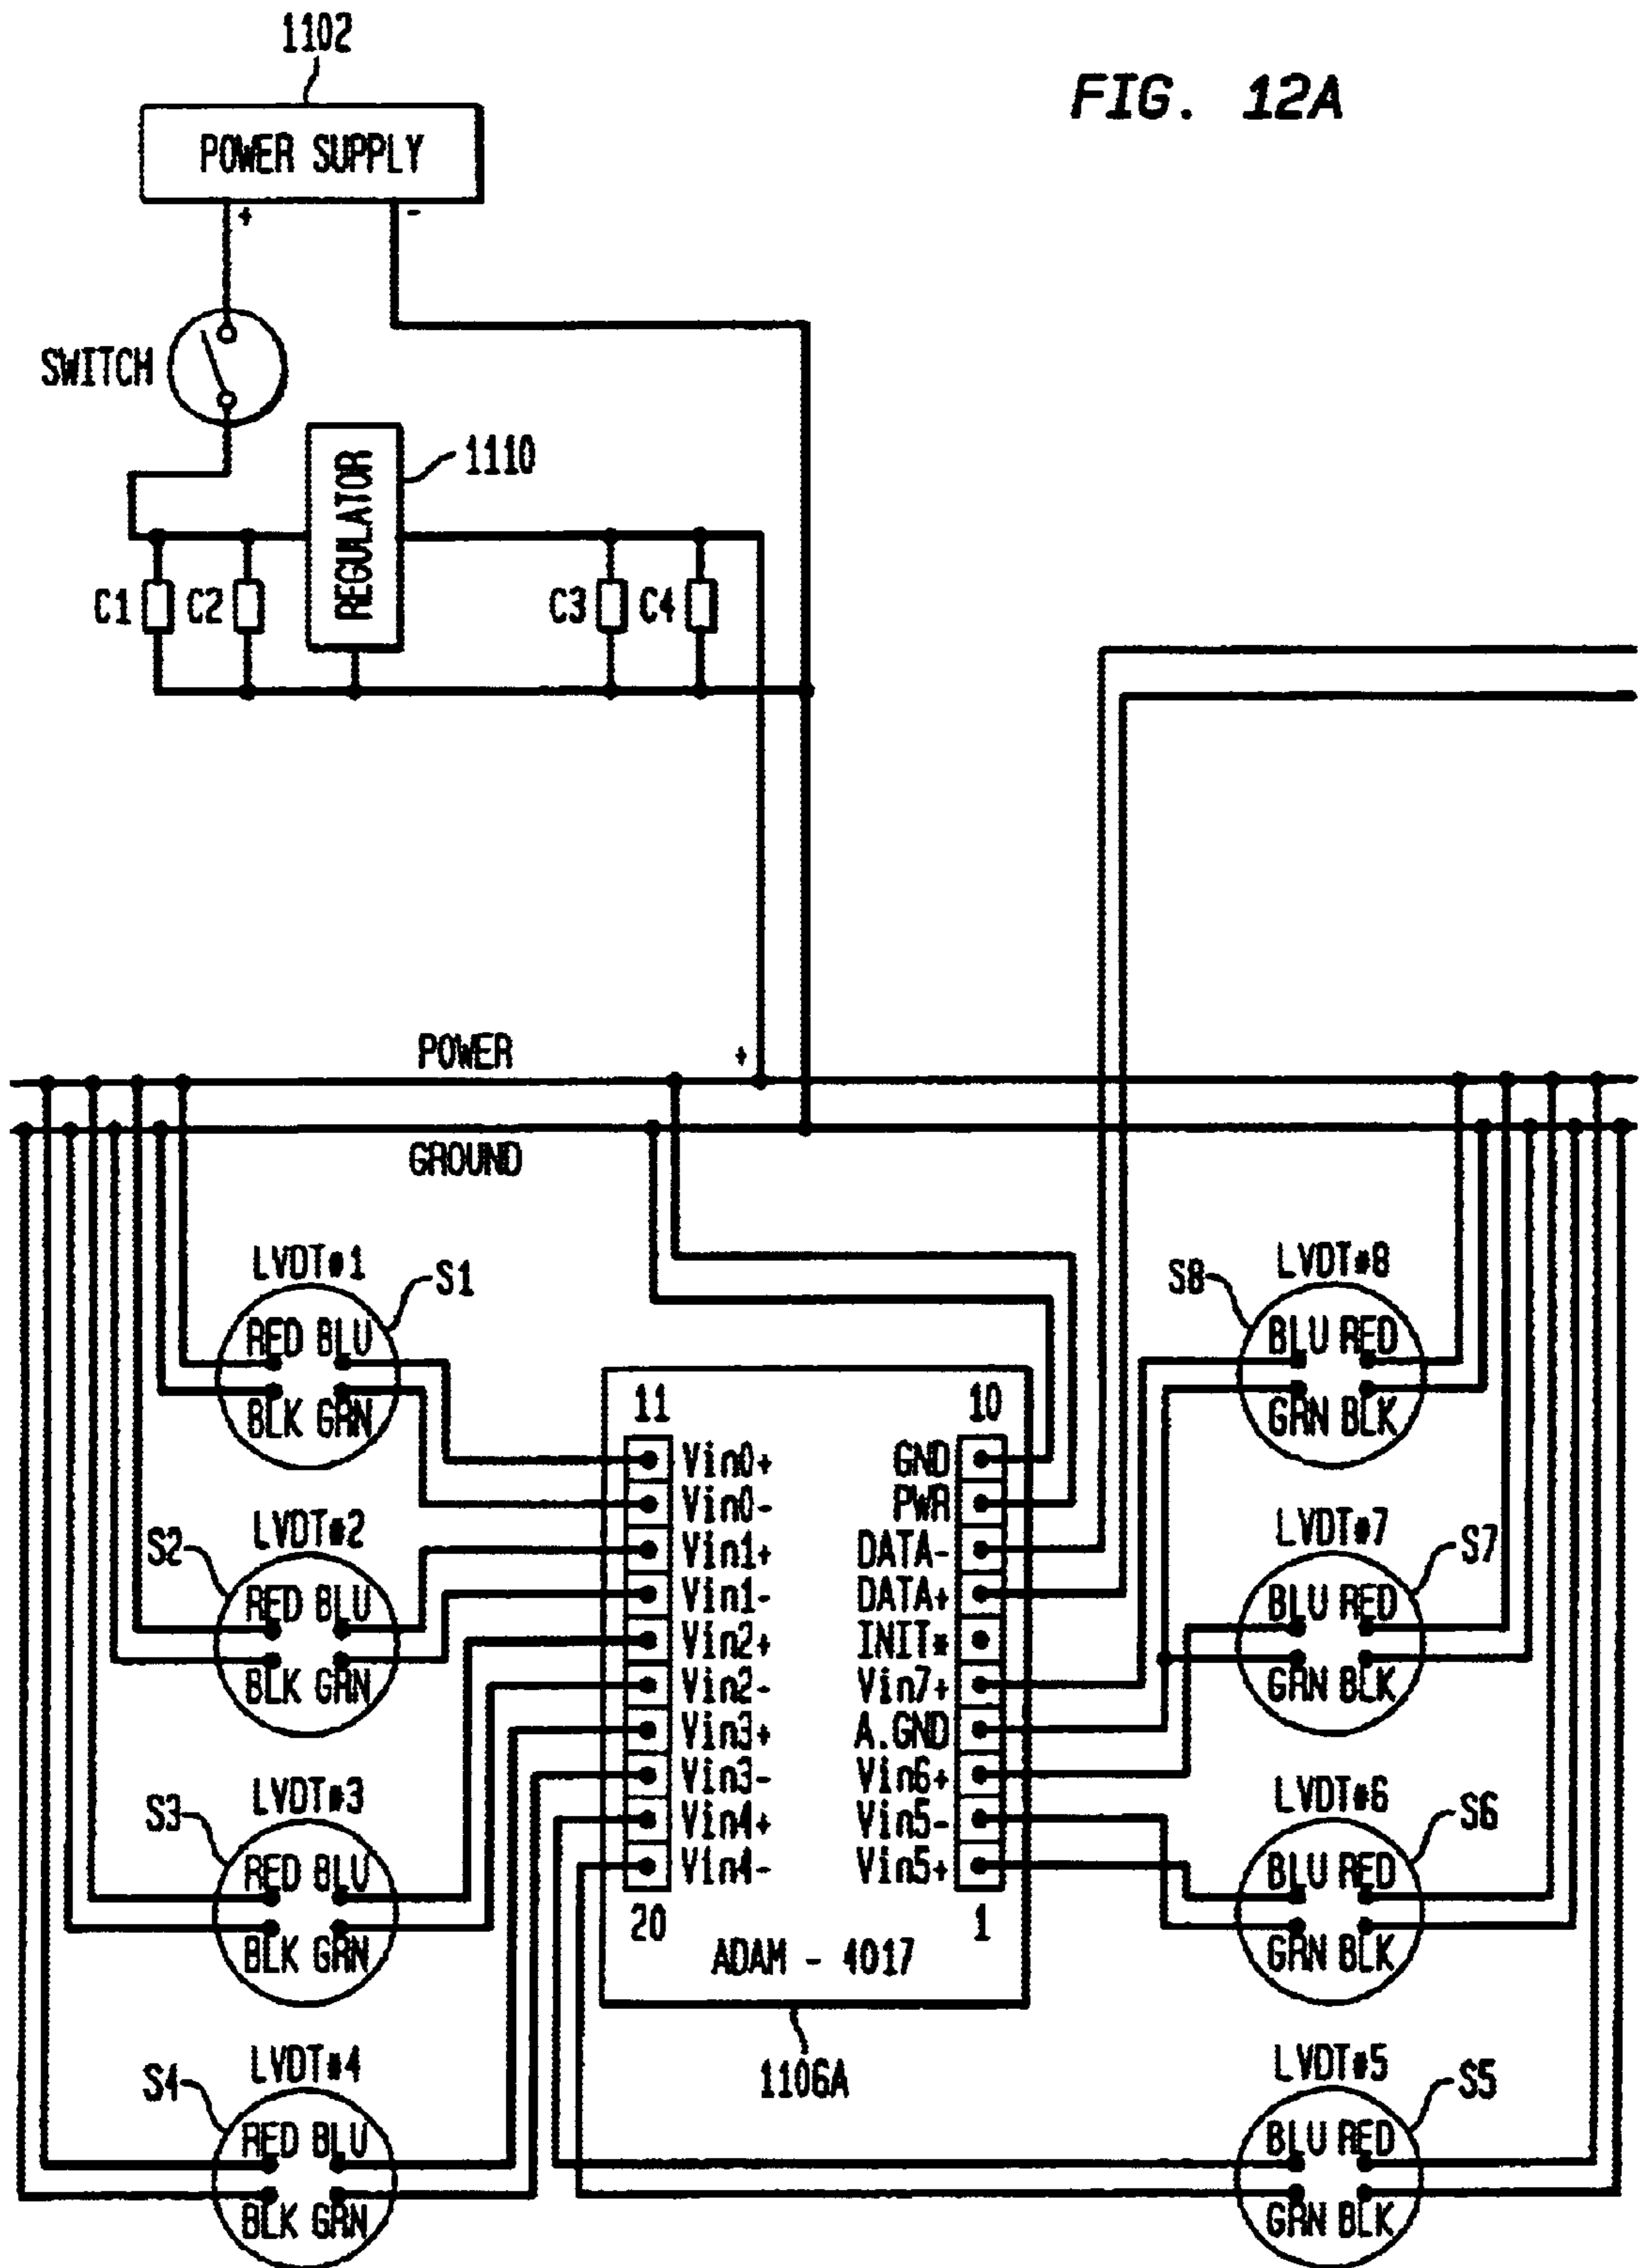 1102
FIG. 12A
POWER SUPPLY
+ -
SWITCH
REGULATOR
1110
C1 C2 C3 C4
POWER +
GROUND
LVDT#1 S1
RED BLU
BLK GRN
S8 LVDT#8
BLU RED
GRN BLK
S2 LVDT#2
RED BLU
BLK GRN
LVDT#7 S7
BLU RED
GRN BLK
S3 LVDT#3
RED BLU
BLK GRN
LVDT#6 S6
BLU RED
GRN BLK
S4 LVDT#4
RED BLU
BLK GRN
LVDT#5 S5
BLU RED
GRN BLK
11 10
Vin0+ GND
Vin0- PWR
Vin1+ DATA-
Vin1- DATA+
Vin2+ INIT*
Vin2- Vin7+
Vin3+ A.GND
Vin3- Vin6+
Vin4+ Vin5-
Vin4- Vin5+
20 1
ADAM - 4017
1106A